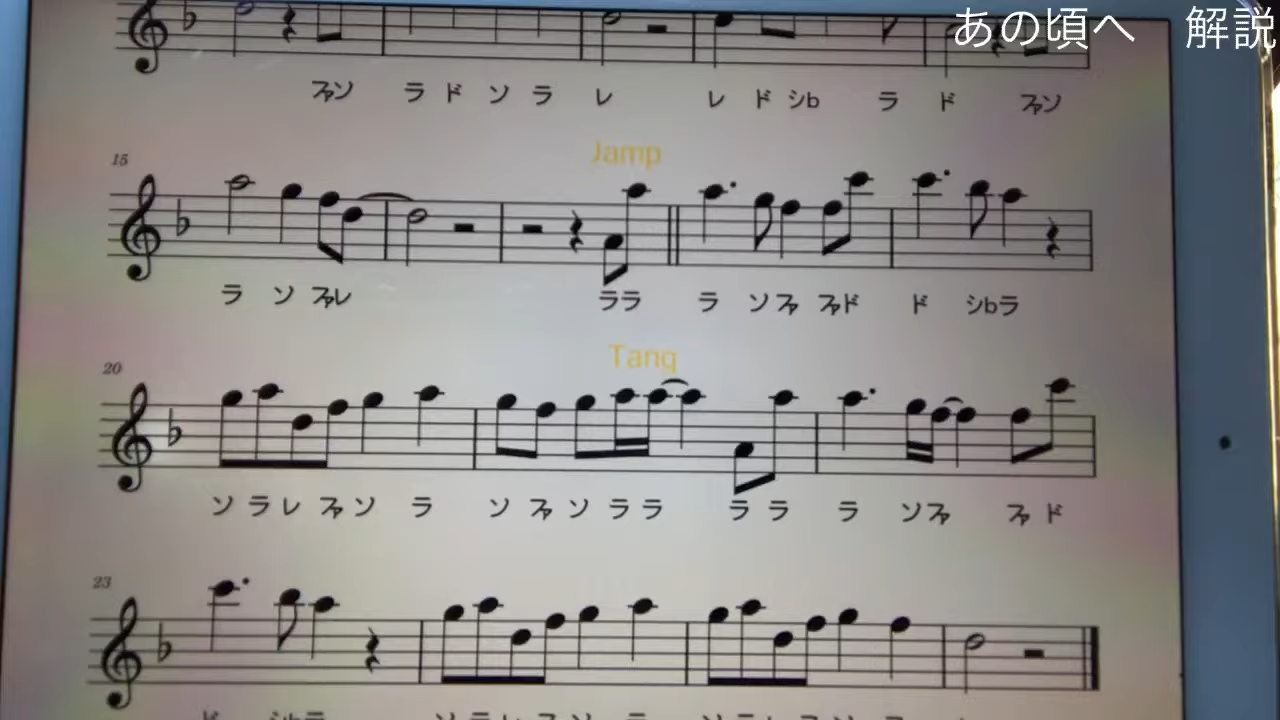 あの頃へ 解説
ファソ ラ ド ソ ラ レ レ ド シb ラ ド ファソ
Jamp
15
ラ ソ ファレ ララ ラ ソファ ファド ド シbラ
Tang
20
ソ ラ レ ファ ソ ラ ソ ファ ソ ラ ラ ラ ラ ラ ソファ ファ ド
23